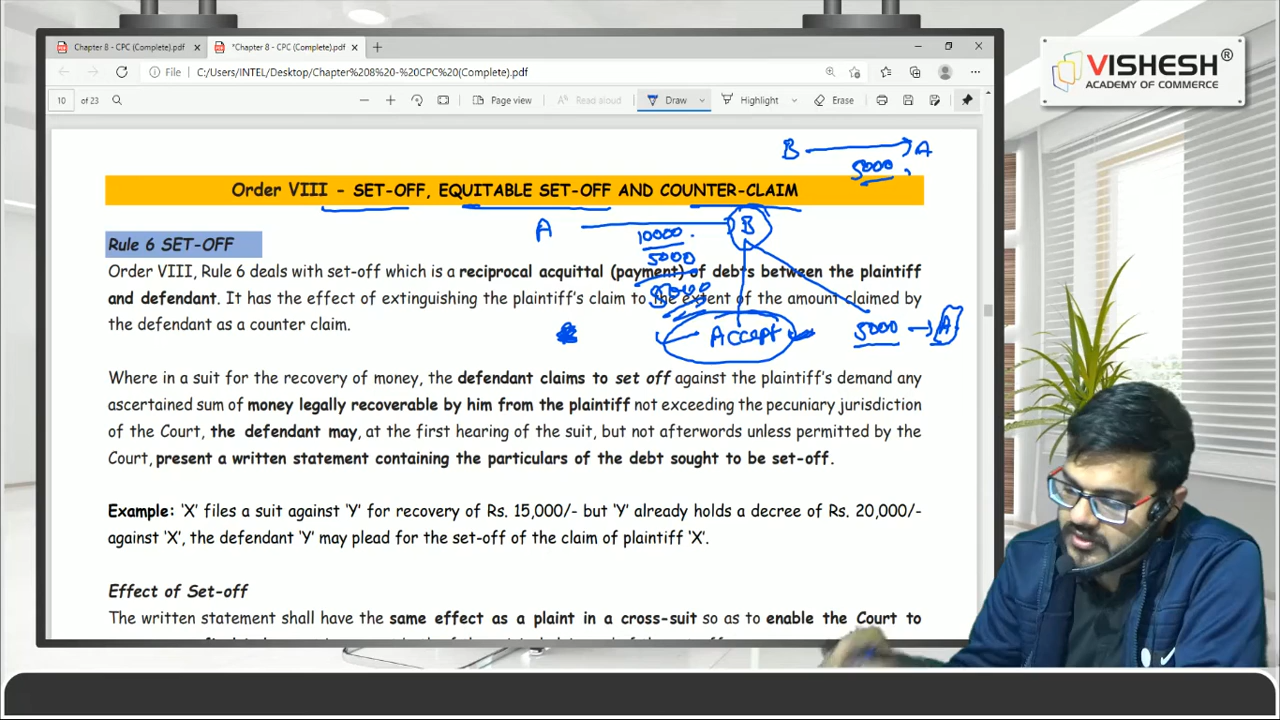 Chapter 8 - CPC (Complete).pdf
*Chapter 8 - CPC (Complete).pdf
File
C:/Users/INTEL/Desktop/Chapter%208%20-%20CPC%20(Complete).pdf
10 of 23
Page view
Read aloud
Draw
Highlight
Erase
VISHESH®
ACADEMY OF COMMERCE
B A
5000
Order VIII - SET-OFF, EQUITABLE SET-OFF AND COUNTER-CLAIM
A 10000 B
5000
Rule 6 SET-OFF
Order VIII, Rule 6 deals with set-off which is a reciprocal acquittal (payment) of debts between the plaintiff
and defendant. It has the effect of extinguishing the plaintiff's claim to the extent of the amount claimed by
the defendant as a counter claim.
5000
Accept 5000 A
Where in a suit for the recovery of money, the defendant claims to set off against the plaintiff's demand any
ascertained sum of money legally recoverable by him from the plaintiff not exceeding the pecuniary jurisdiction
of the Court, the defendant may, at the first hearing of the suit, but not afterwords unless permitted by the
Court, present a written statement containing the particulars of the debt sought to be set-off.
Example: 'X' files a suit against 'Y' for recovery of Rs. 15,000/- but 'Y' already holds a decree of Rs. 20,000/-
against 'X', the defendant 'Y' may plead for the set-off of the claim of plaintiff 'X'.
Effect of Set-off
The written statement shall have the same effect as a plaint in a cross-suit so as to enable the Court to